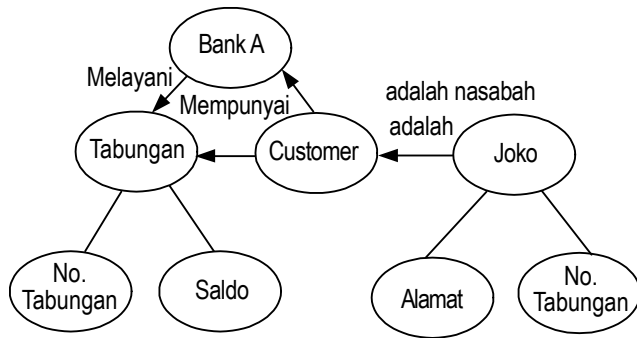 Bank A
Melayani
Mempunyai
adalah nasabah
adalah
Tabungan
Customer
Joko
No.
Tabungan
Saldo
Alamat
No.
Tabungan